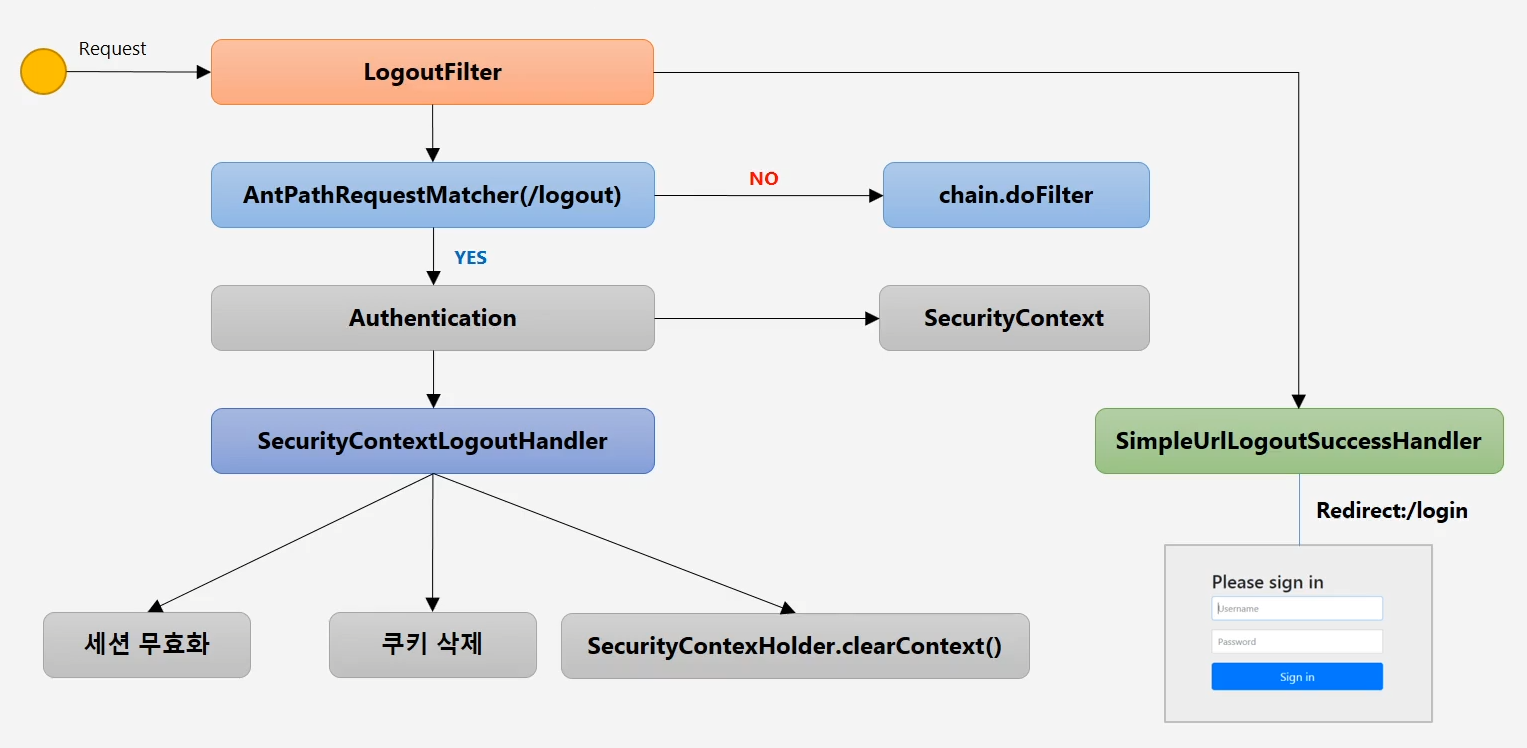 Request
LogoutFilter
AntPathRequestMatcher(/logout)
NO
chain.doFilter
YES
Authentication
SecurityContext
SecurityContextLogoutHandler
SimpleUrlLogoutSuccessHandler
Redirect:/login
세션 무효화
쿠키 삭제
SecurityContexHolder.clearContext()
Please sign in
Username
Password
Sign in